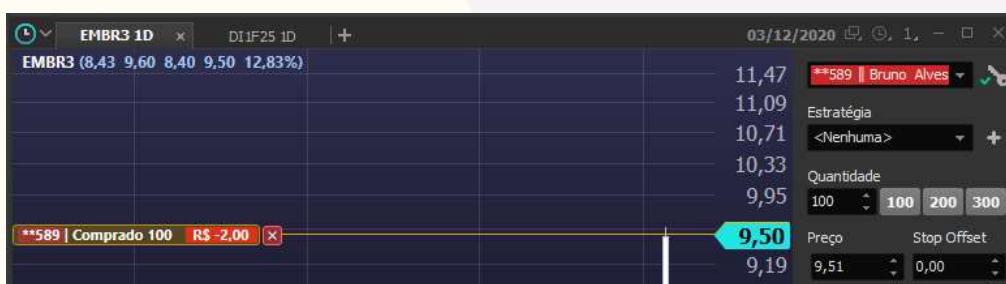 EMBR3 1D × DI1F25 1D + 03/12/2020 1,
EMBR3 (8,43 9,60 8,40 9,50 12,83%)
11,47
**589 || Bruno Alves
11,09
Estratégia
10,71
<Nenhuma> +
10,33
Quantidade
9,95
100 100 200 300
**589 | Comprado 100 R$ -2,00 ×
9,50
Preço Stop Offset
9,19
9,51 0,00